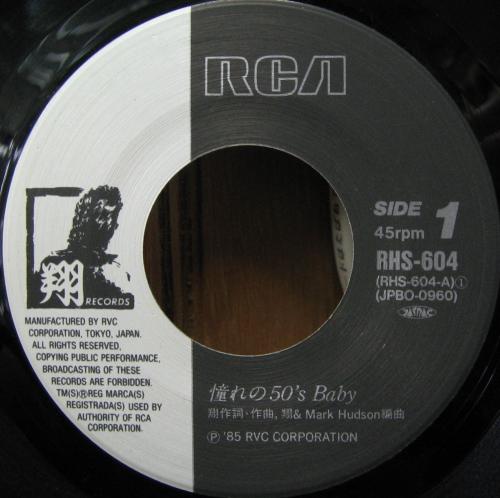 RCA
SIDE 1
45rpm
RHS-604
(RHS-604-A)①
(JPBO-0960)
翔
RECORDS
MANUFACTURED BY RVC
CORPORATION, TOKYO, JAPAN.
ALL RIGHTS RESERVED,
COPYING PUBLIC PERFORMANCE,
BROADCASTING OF THESE
RECORDS ARE FORBIDDEN.
TM(S)®REG MARCA(S)
REGISTRADA(S) USED BY
AUTHORITY OF RCA
CORPORATION.
憧れの50's Baby
翔作詞・作曲, 翔& Mark Hudson編曲
Ⓟ '85 RVC CORPORATION